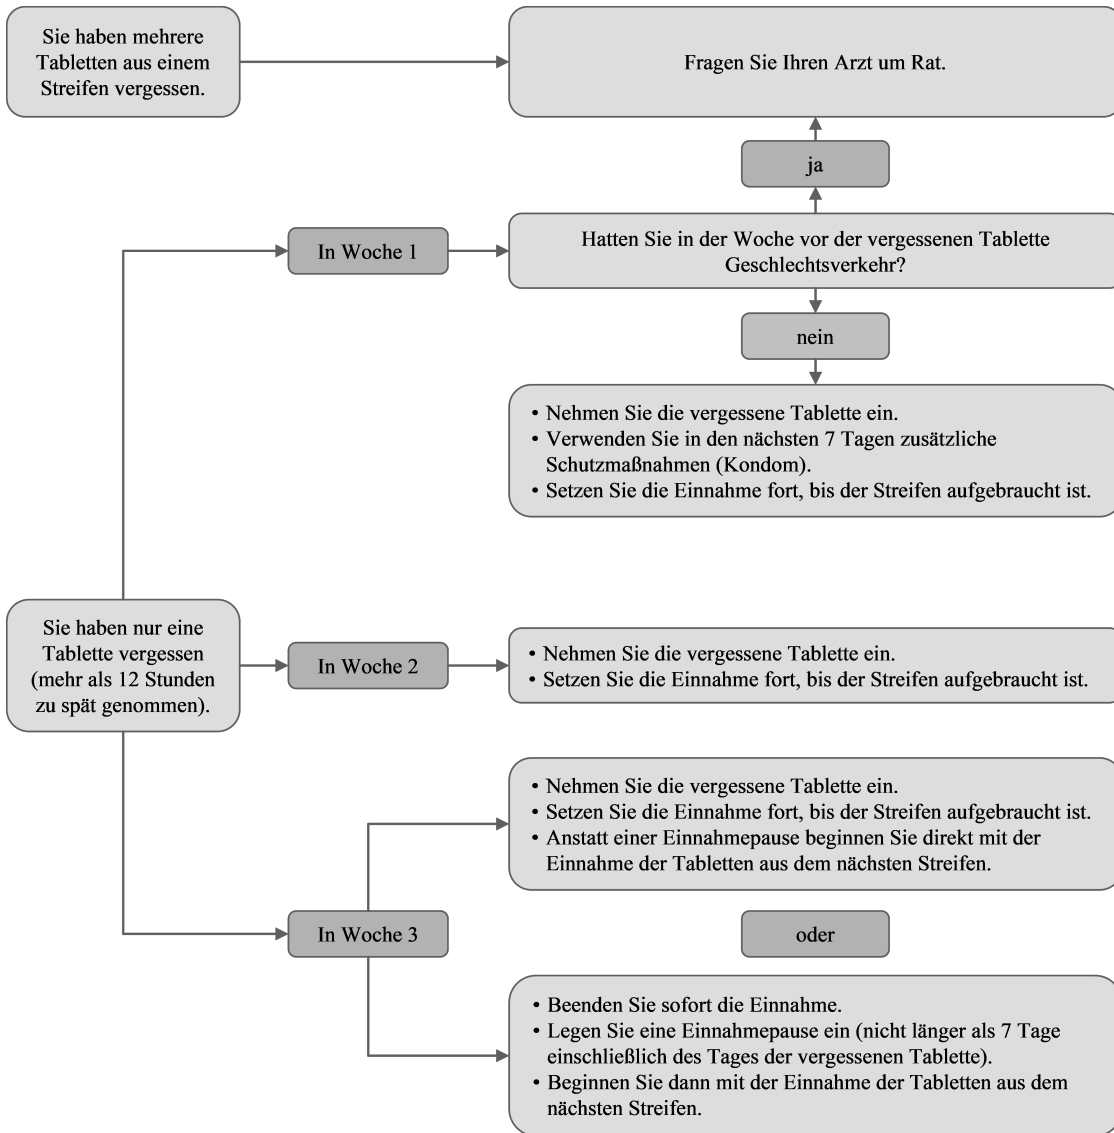 Sie haben mehrere
Tabletten aus einem
Streifen vergessen.
Fragen Sie Ihren Arzt um Rat.
ja
In Woche 1
Hatten Sie in der Woche vor der vergessenen Tablette
Geschlechtsverkehr?
nein
• Nehmen Sie die vergessene Tablette ein.
• Verwenden Sie in den nächsten 7 Tagen zusätzliche
Schutzmaßnahmen (Kondom).
• Setzen Sie die Einnahme fort, bis der Streifen aufgebraucht ist.
Sie haben nur eine
Tablette vergessen
(mehr als 12 Stunden
zu spät genommen).
In Woche 2
• Nehmen Sie die vergessene Tablette ein.
• Setzen Sie die Einnahme fort, bis der Streifen aufgebraucht ist.
• Nehmen Sie die vergessene Tablette ein.
• Setzen Sie die Einnahme fort, bis der Streifen aufgebraucht ist.
• Anstatt einer Einnahmepause beginnen Sie direkt mit der
Einnahme der Tabletten aus dem nächsten Streifen.
In Woche 3
oder
• Beenden Sie sofort die Einnahme.
• Legen Sie eine Einnahmepause ein (nicht länger als 7 Tage
einschließlich des Tages der vergessenen Tablette).
• Beginnen Sie dann mit der Einnahme der Tabletten aus dem
nächsten Streifen.